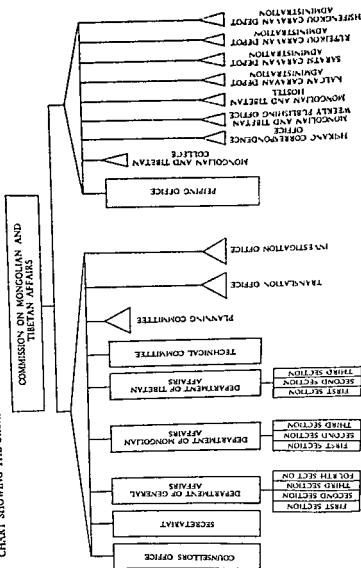 CHART SHOWING THE
COMMISSION ON MONGOLIAN AND
TIBETAN AFFAIRS
COUNSELLORS OFFICE
SECRETARIAT
DEPARTMENT OF GENERAL
AFFAIRS
FIRST SECTION
SECOND SECTION
THIRD SECTION
FOURTH SECTION
DEPARTMENT OF MONGOLIAN
AFFAIRS
FIRST SECTION
SECOND SECTION
THIRD SECTION
DEPARTMENT OF TIBETAN
AFFAIRS
FIRST SECTION
SECOND SECTION
THIRD SECTION
TECHNICAL COMMITTEE
PLANNING COMMITTEE
TRANSLATION OFFICE
INVESTIGATION OFFICE
PEIPING OFFICE
MONGOLIAN AND TIBETAN
COLLEGE
HSIKANG CORRESPONDENCE
OFFICE
MONGOLIAN AND TIBETAN
WEEKLY PUBLISHING OFFICE
MONGOLIAN AND TIBETAN
HOSTEL
KALGAN CARAVAN DEPOT
ADMINISTRATION
SARATSI CARAVAN DEPOT
ADMINISTRATION
KUPEIKOU CARAVAN DEPOT
ADMINISTRATION
HSIFENGKOU CARAVAN DEPOT
ADMINISTRATION